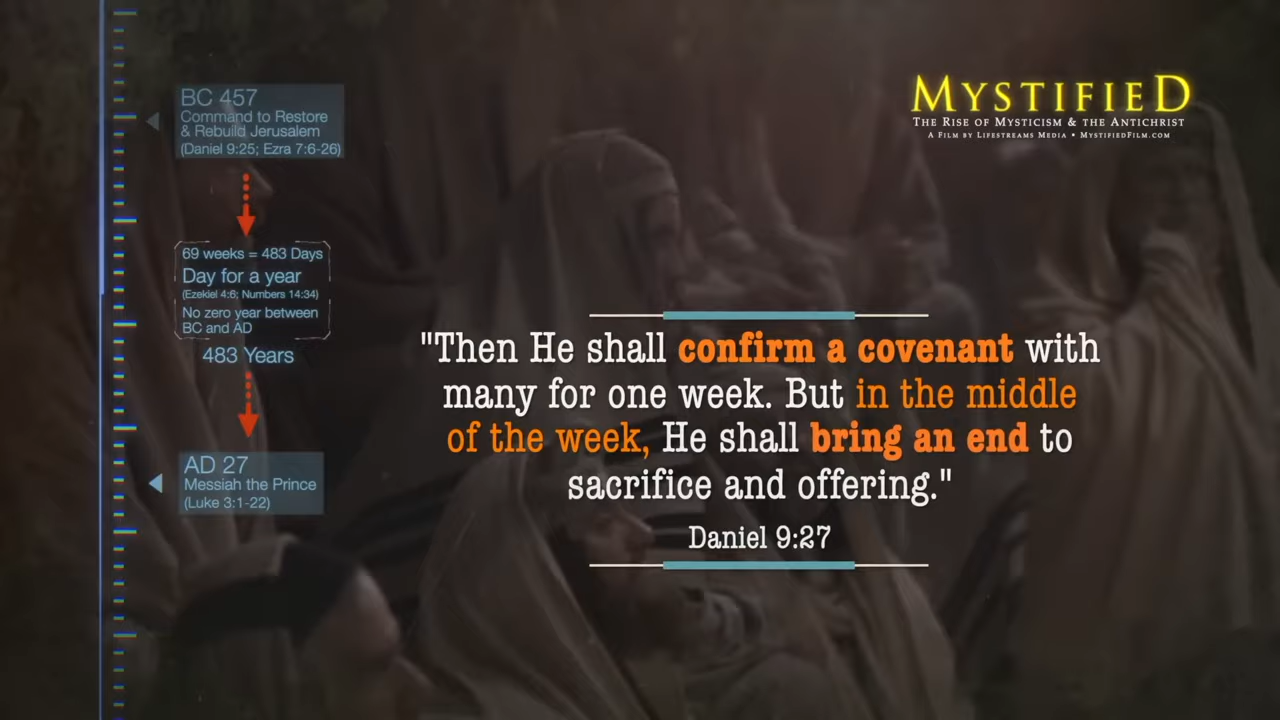 BC 457
Command to Restore
& Rebuild Jerusalem
(Daniel 9:25; Ezra 7:6-26)
69 weeks = 483 Days
Day for a year
(Ezekiel 4:6; Numbers 14:34)
No zero year between
BC and AD
483 Years
AD 27
Messiah the Prince
(Luke 3:1-22)
MYSTIFIED
THE RISE OF MYSTICISM & THE ANTICHRIST
A FILM BY LIFESTREAMS MEDIA • MYSTIFIEDFILM.COM
"Then He shall confirm a covenant with
many for one week. But in the middle
of the week, He shall bring an end to
sacrifice and offering."
Daniel 9:27